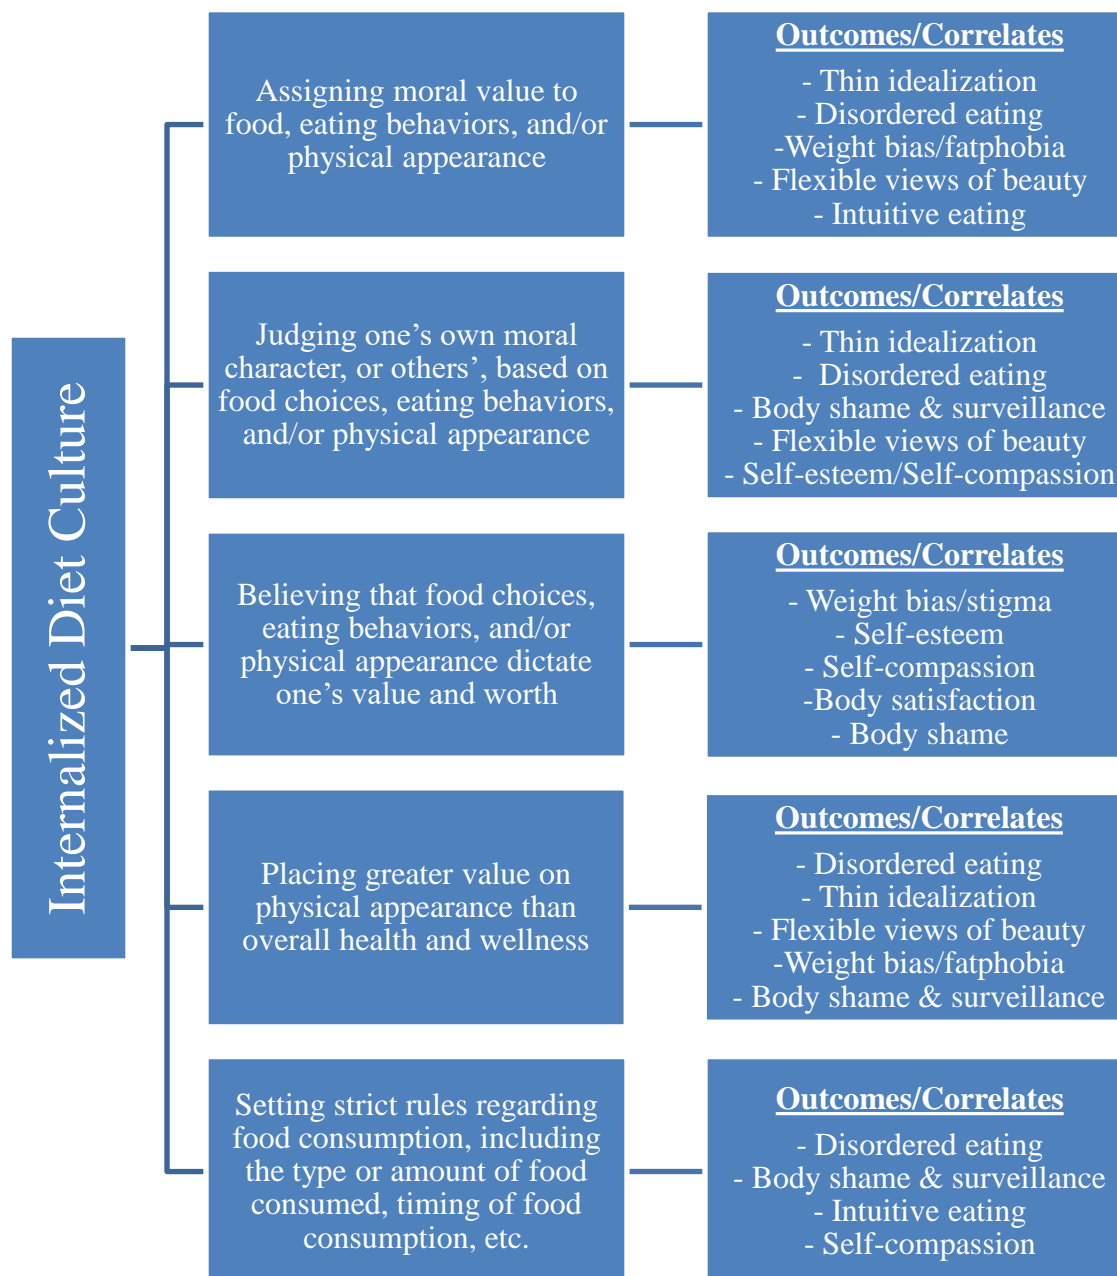 Internalized Diet Culture
Assigning moral value to
food, eating behaviors, and/or
physical appearance
Outcomes/Correlates
- Thin idealization
- Disordered eating
-Weight bias/fatphobia
- Flexible views of beauty
- Intuitive eating
Judging one’s own moral
character, or others’, based on
food choices, eating behaviors,
and/or physical appearance
Outcomes/Correlates
- Thin idealization
- Disordered eating
- Body shame & surveillance
- Flexible views of beauty
- Self-esteem/Self-compassion
Believing that food choices,
eating behaviors, and/or
physical appearance dictate
one’s value and worth
Outcomes/Correlates
- Weight bias/stigma
- Self-esteem
- Self-compassion
-Body satisfaction
- Body shame
Placing greater value on
physical appearance than
overall health and wellness
Outcomes/Correlates
- Disordered eating
- Thin idealization
- Flexible views of beauty
-Weight bias/fatphobia
- Body shame & surveillance
Setting strict rules regarding
food consumption, including
the type or amount of food
consumed, timing of food
consumption, etc.
Outcomes/Correlates
- Disordered eating
- Body shame & surveillance
- Intuitive eating
- Self-compassion